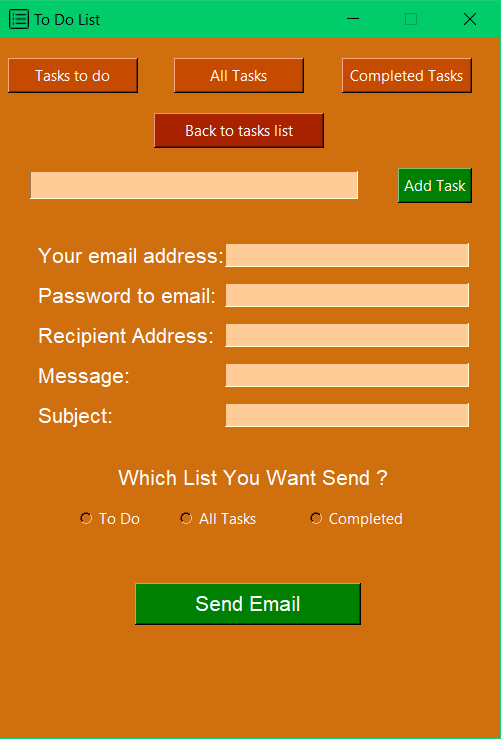 To Do List
Tasks to do All Tasks Completed Tasks
Back to tasks list
Add Task
Your email address:
Password to email:
Recipient Address:
Message:
Subject:
Which List You Want Send ?
To Do All Tasks Completed
Send Email